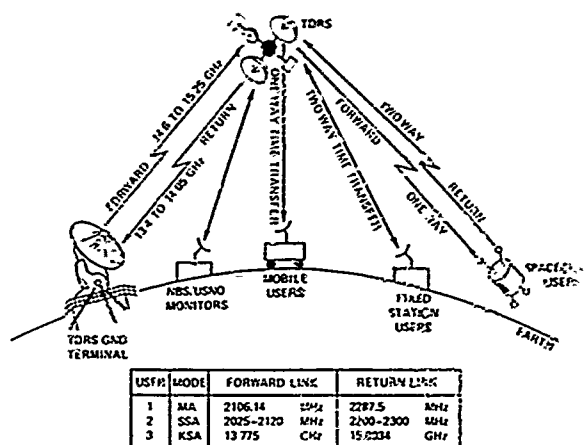 TDRS
14.6 TO 15.25 GHz
FORWARD
RETURN
13.4 TO 14.05 GHz
ONE WAY TIME TRANSFER
TWO WAY TIME TRANSFER
FORWARD
ONE-WAY
TWO WAY
RETURN
NBS/USNO
MONITORS
MOBILE
USERS
FIXED
STATION
USERS
SPACECRAFT
USERS
EARTH
TDRS GND
TERMINAL
USER MODE FORWARD LINK RETURN LINK
1 MA 2106.14 MHz 2287.5 MHz
2 SSA 2025-2120 MHz 2200-2300 MHz
3 KSA 13 775 GHz 15.0034 GHz